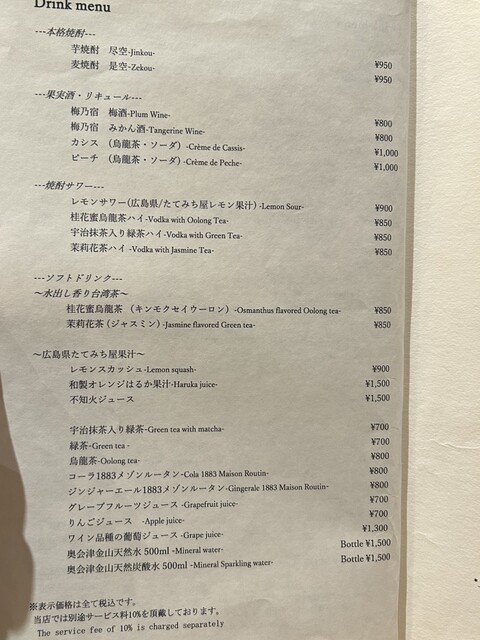 Drink menu
---本格焼酎---
芋焼酎　尽空-Jinkou- ¥950
麦焼酎　是空-Zekou- ¥950
---果実酒・リキュール---
梅乃宿　梅酒-Plum Wine- ¥800
梅乃宿　みかん酒-Tangerine Wine- ¥800
カシス　（烏龍茶・ソーダ）-Crème de Cassis- ¥1,000
ピーチ　（烏龍茶・ソーダ）-Crème de Peche- ¥1,000
---焼酎サワー---
レモンサワー(広島県/たてみち屋レモン果汁) -Lemon Sour- ¥900
桂花蜜烏龍茶ハイ-Vodka with Oolong Tea- ¥850
宇治抹茶入り緑茶ハイ-Vodka with Green Tea- ¥850
茉莉花茶ハイ -Vodka with Jasmine Tea- ¥850
---ソフトドリンク---
〜水出し香り台湾茶〜
桂花蜜烏龍茶　（キンモクセイウーロン）-Osmanthus flavored Oolong tea- ¥850
茉莉花茶（ジャスミン）-Jasmine flavored Green tea- ¥850
〜広島県たてみち屋果汁〜
レモンスカッシュ-Lemon squash- ¥900
和製オレンジはるか果汁-Haruka juice- ¥1,500
不知火ジュース ¥1,500
宇治抹茶入り緑茶-Green tea with matcha- ¥700
緑茶-Green tea - ¥700
烏龍茶-Oolong tea- ¥800
コーラ1883メゾンルータン-Cola 1883 Maison Routin- ¥800
ジンジャーエール1883メゾンルータン-Gingerale 1883 Maison Routin- ¥800
グレープフルーツジュース -Grapefruit juice- ¥700
りんごジュース　-Apple juice- ¥700
ワイン品種の葡萄ジュース -Grape juice- ¥1,300
奥会津金山天然水 500ml -Mineral water- Bottle ¥1,500
奥会津金山天然炭酸水 500ml -Mineral Sparkling water- Bottle ¥1,500
※表示価格は全て税込です。
当店では別途サービス料10%を頂戴しております。
The service fee of 10% is charged separately